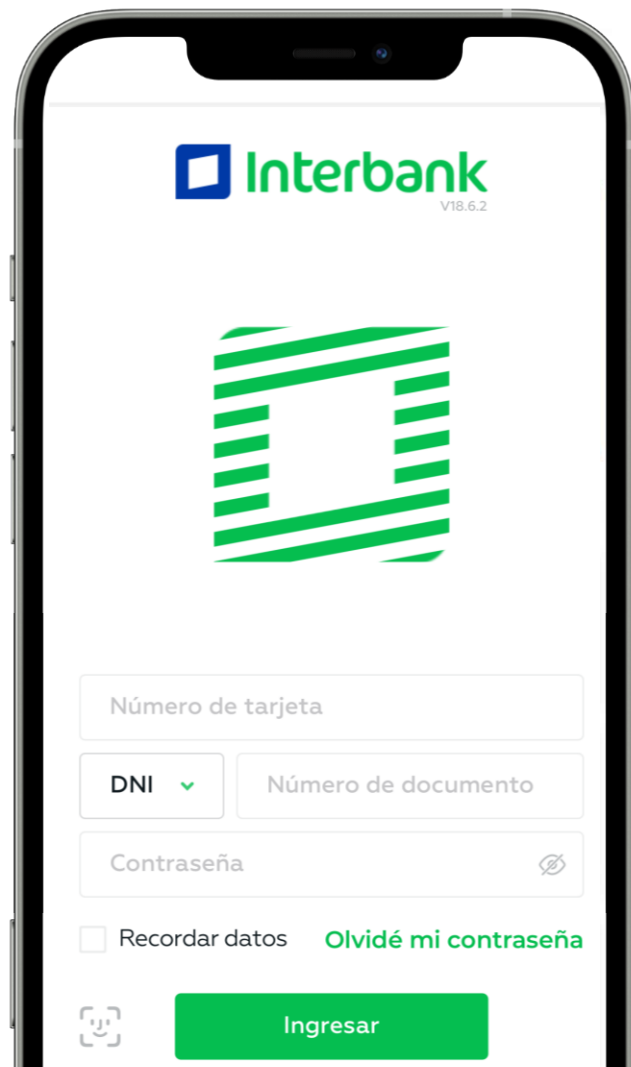 Interbank
V18.6.2
Número de tarjeta
DNI Número de documento
Contraseña
Recordar datos Olvidé mi contraseña
Ingresar